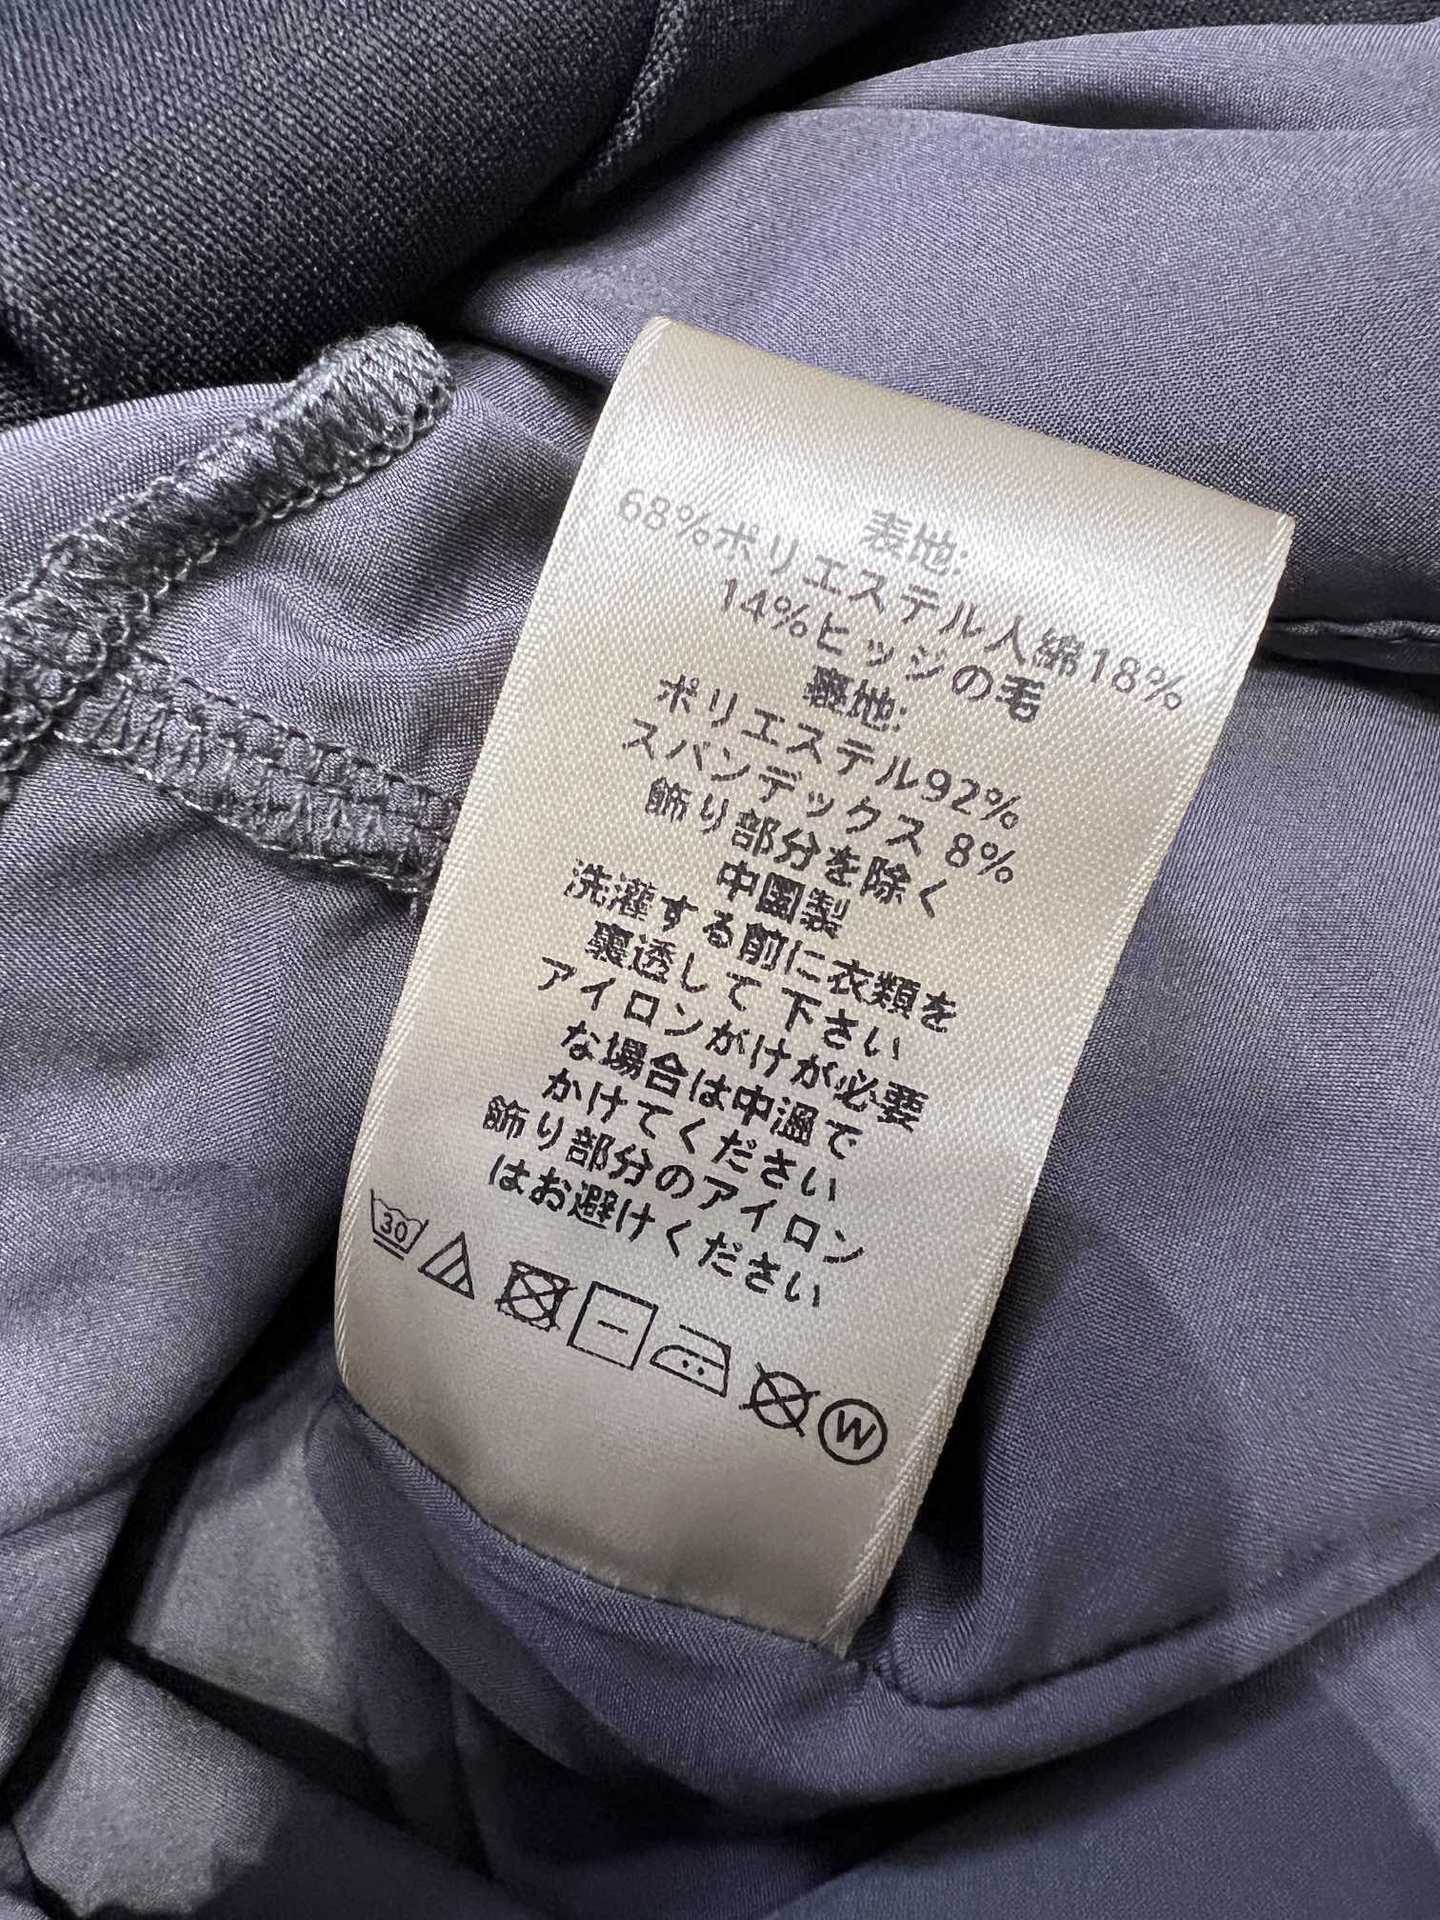 表地:
68%ポリエステル人綿18%
14%ヒッジの毛
裏地:
ポリエステル92%
スバンデックス 8%
飾り部分を除く
中国製
洗灌する前に衣類を
裏透して下さい
アイロンがけが必要
な場合は中溫で
かけてください
飾り部分のアイロン
はお避けください
30
W